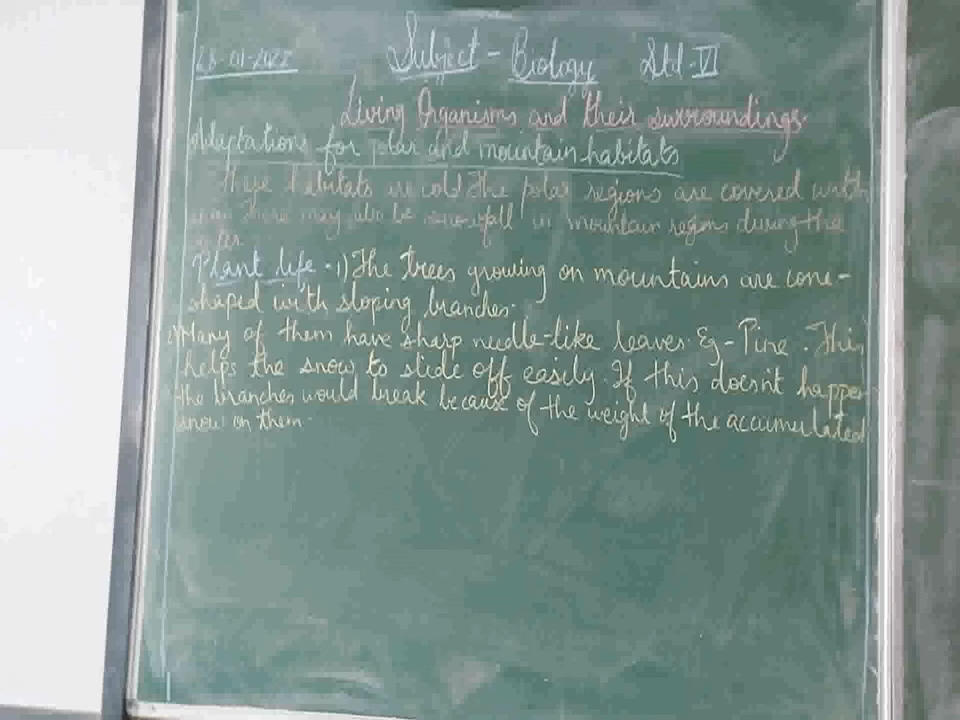 28-01-2022 Subject - Biology Std-VI
Living Organisms and their surroundings.
Adaptations for polar and mountain habitats
These habitats are cold. The polar regions are covered with
There may also be snowfall in mountain regions during the
Plant life - 1) The trees growing on mountains are cone-
shaped with sloping branches.
2) Many of them have sharp needle-like leaves. Eg - Pine. This
helps the snow to slide off easily. If this doesn't happen
the branches would break because of the weight of the accumulated
snow on them.